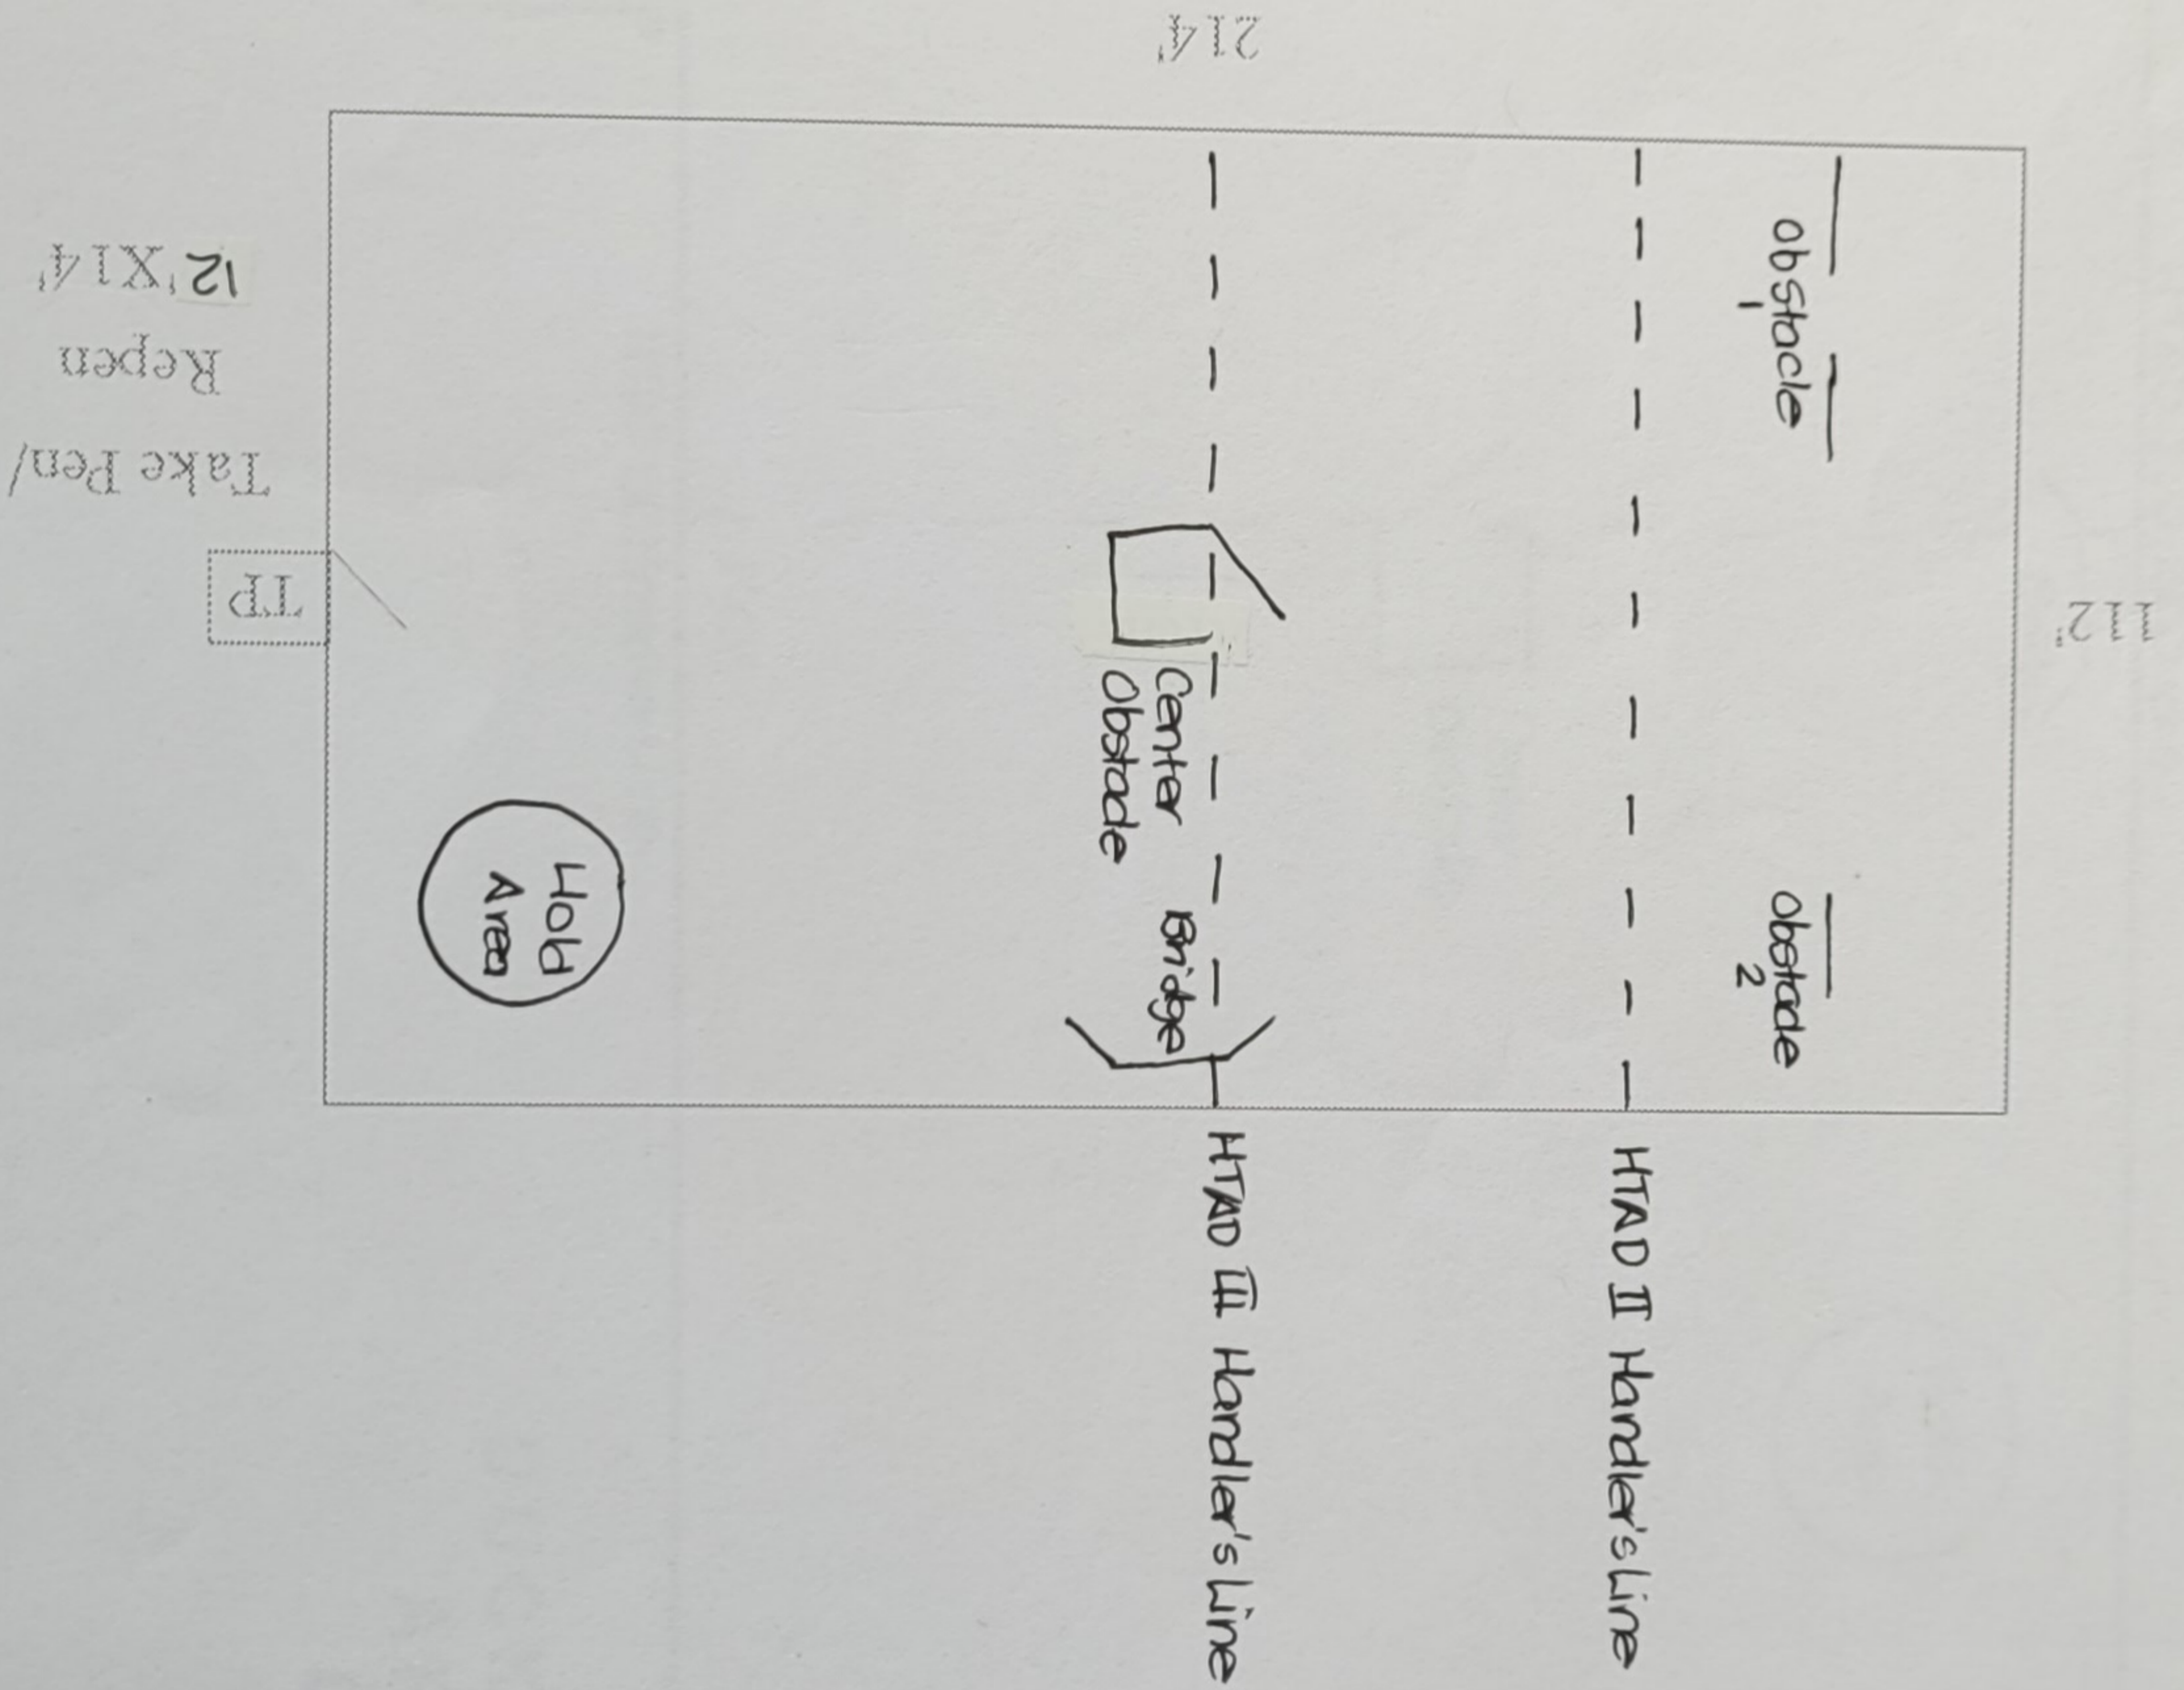 214'
12'X14'
Repen
Take Pen/
TP
112'
Obstacle
1
Obstacle
2
Center
Obstacle
Bridge
Hold
Area
HTAD III Handler's Line
HTAD II Handler's Line